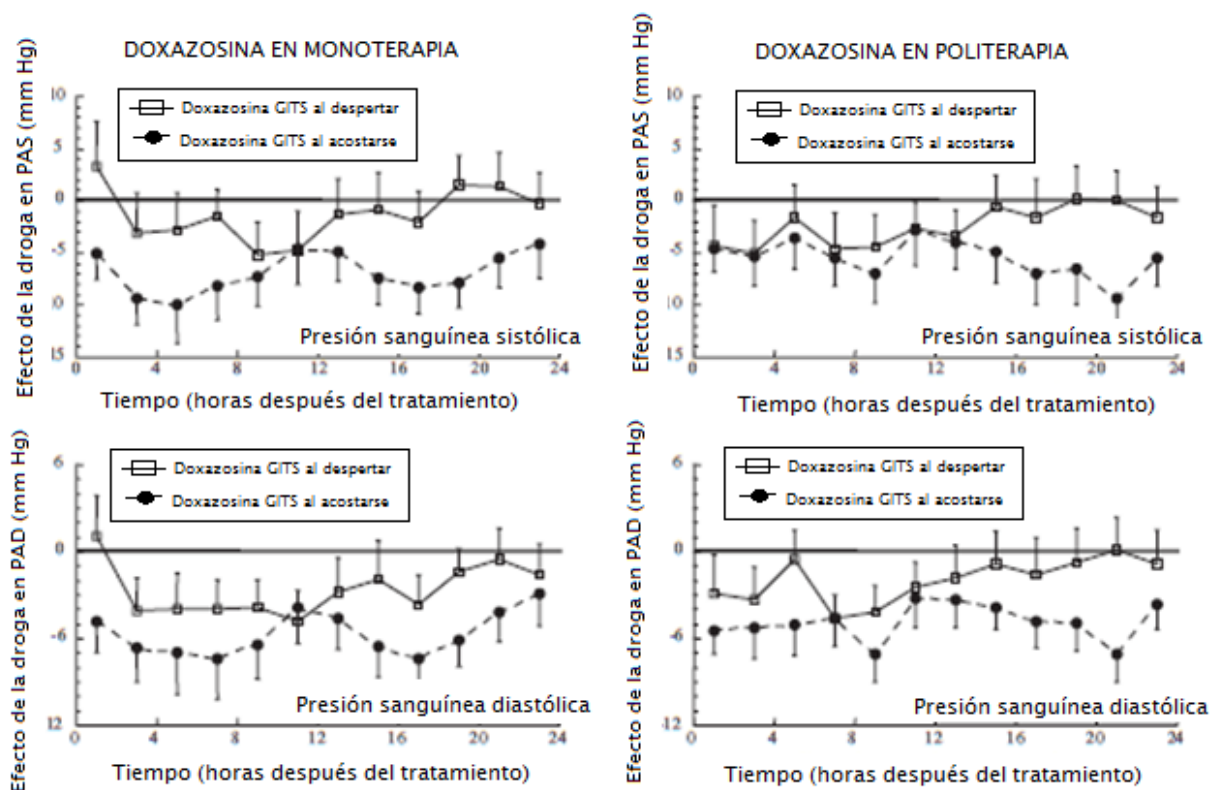 DOXAZOSINA EN MONOTERAPIA
Efecto de la droga en PAS (mm Hg)
Doxazosina GITS al despertar
Doxazosina GITS al acostarse
10
5
0
-5
10
15
Presión sanguínea sistólica
0 4 8 12 16 20 24
Tiempo (horas después del tratamiento)
DOXAZOSINA EN POLITERAPIA
Efecto de la droga en PAS (mm Hg)
Doxazosina GITS al despertar
Doxazosina GITS al acostarse
10
5
0
-5
10
15
Presión sanguínea sistólica
0 4 8 12 16 20 24
Tiempo (horas después del tratamiento)
Efecto de la droga en PAD (mm Hg)
Doxazosina GITS al despertar
Doxazosina GITS al acostarse
6
0
-6
12
Presión sanguínea diastólica
0 4 8 12 16 20 24
Tiempo (horas después del tratamiento)
Efecto de la droga en PAD (mm Hg)
Doxazosina GITS al despertar
Doxazosina GITS al acostarse
6
0
-6
12
Presión sanguínea diastólica
0 4 8 12 16 20 24
Tiempo (horas después del tratamiento)